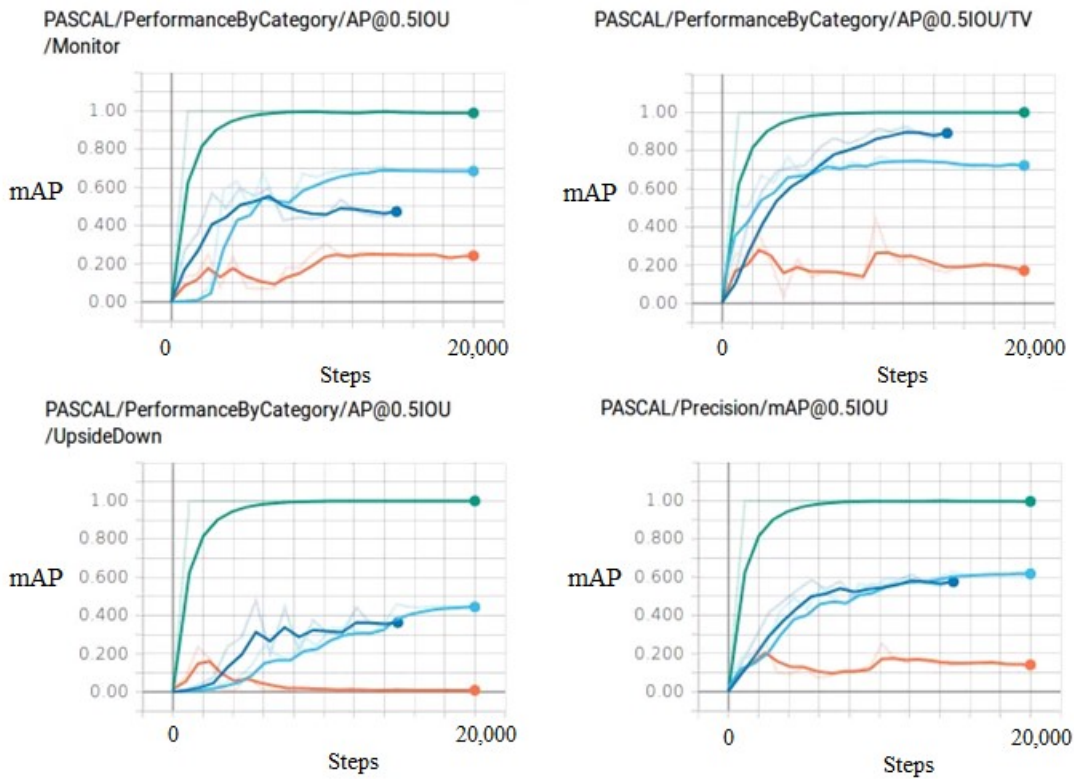 PASCAL/PerformanceByCategory/AP@0.5IOU
/Monitor
1.00
0.800
0.600
0.400
0.200
0.00
mAP
0
20,000
Steps
PASCAL/PerformanceByCategory/AP@0.5IOU/TV
1.00
0.800
0.600
0.400
0.200
0.00
mAP
0
20,000
Steps
PASCAL/PerformanceByCategory/AP@0.5IOU
/UpsideDown
1.00
0.800
0.600
0.400
0.200
0.00
mAP
0
20,000
Steps
PASCAL/Precision/mAP@0.5IOU
1.00
0.800
0.600
0.400
0.200
0.00
mAP
0
20,000
Steps